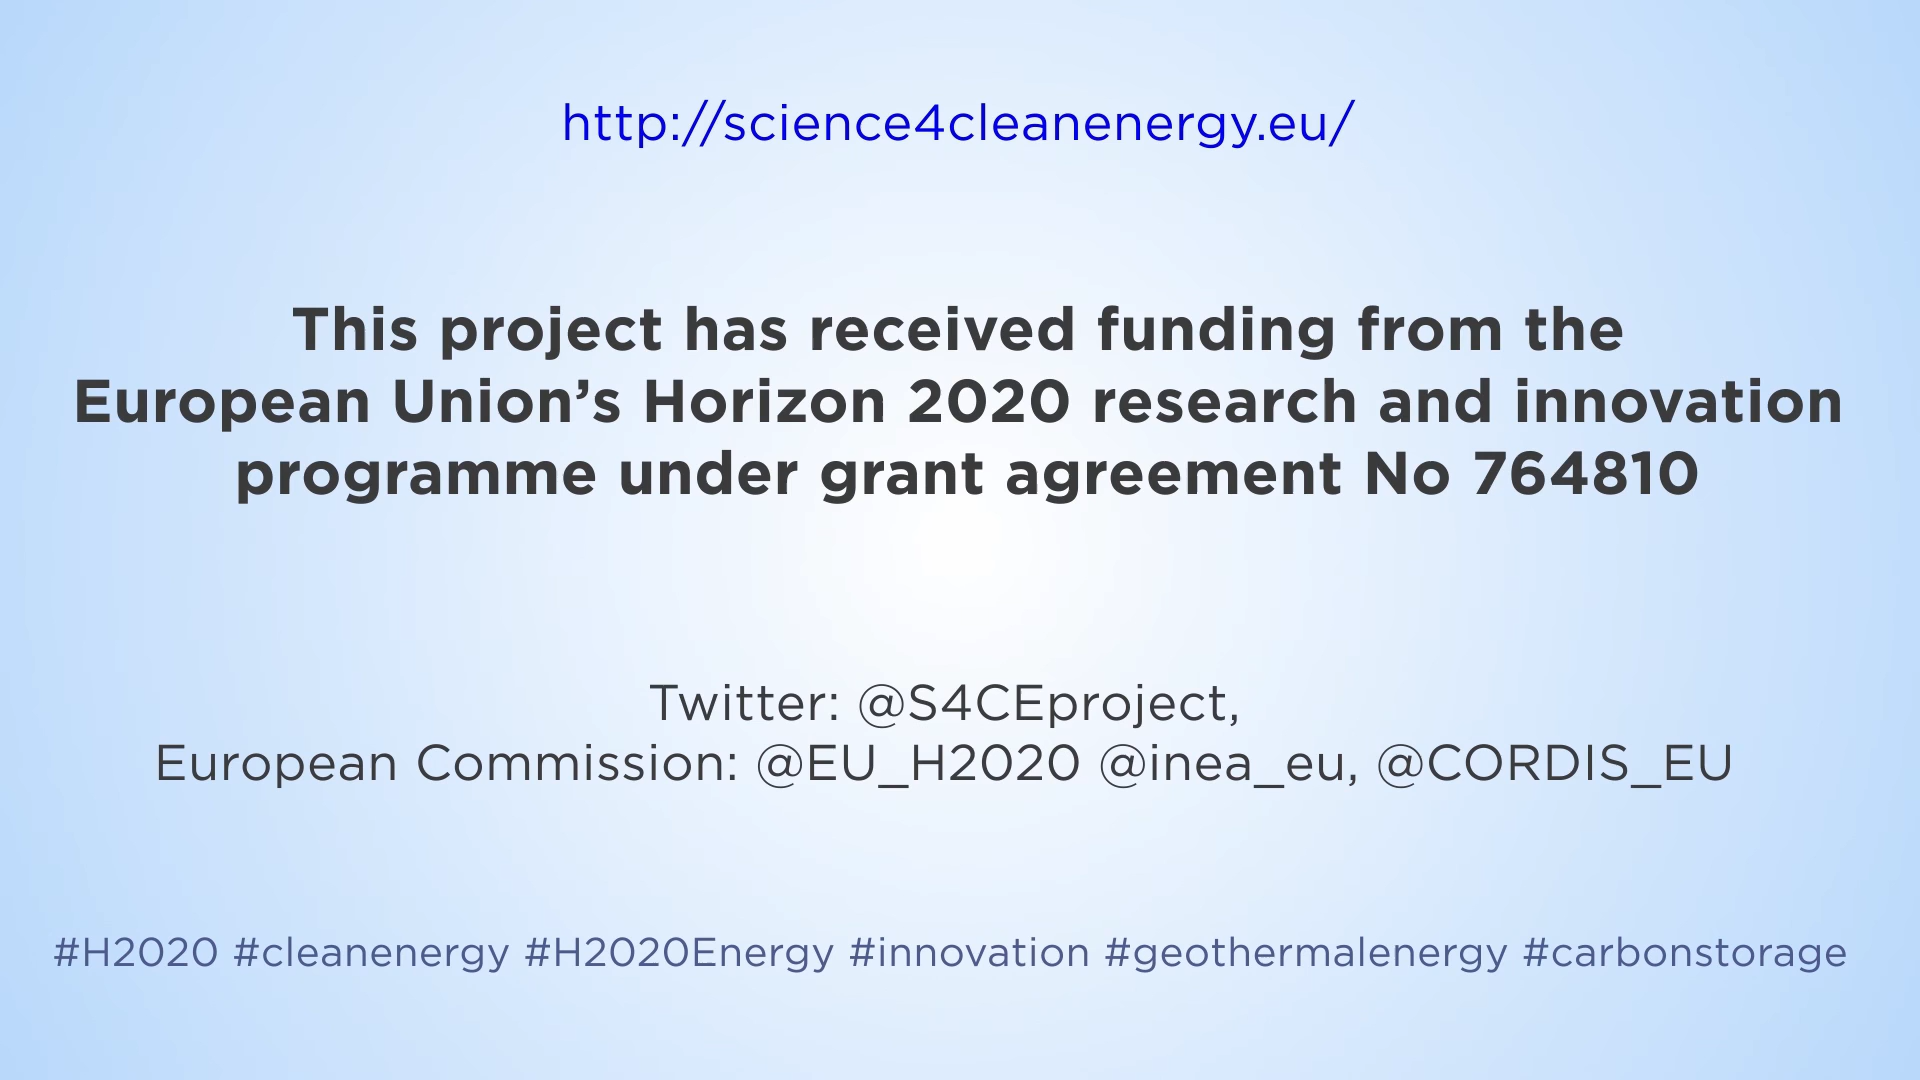 http://science4cleanenergy.eu/
This project has received funding from the
European Union’s Horizon 2020 research and innovation
programme under grant agreement No 764810
Twitter: @S4CEproject,
European Commission: @EU_H2020 @inea_eu, @CORDIS_EU
#H2020 #cleanenergy #H2020Energy #innovation #geothermalenergy #carbonstorage